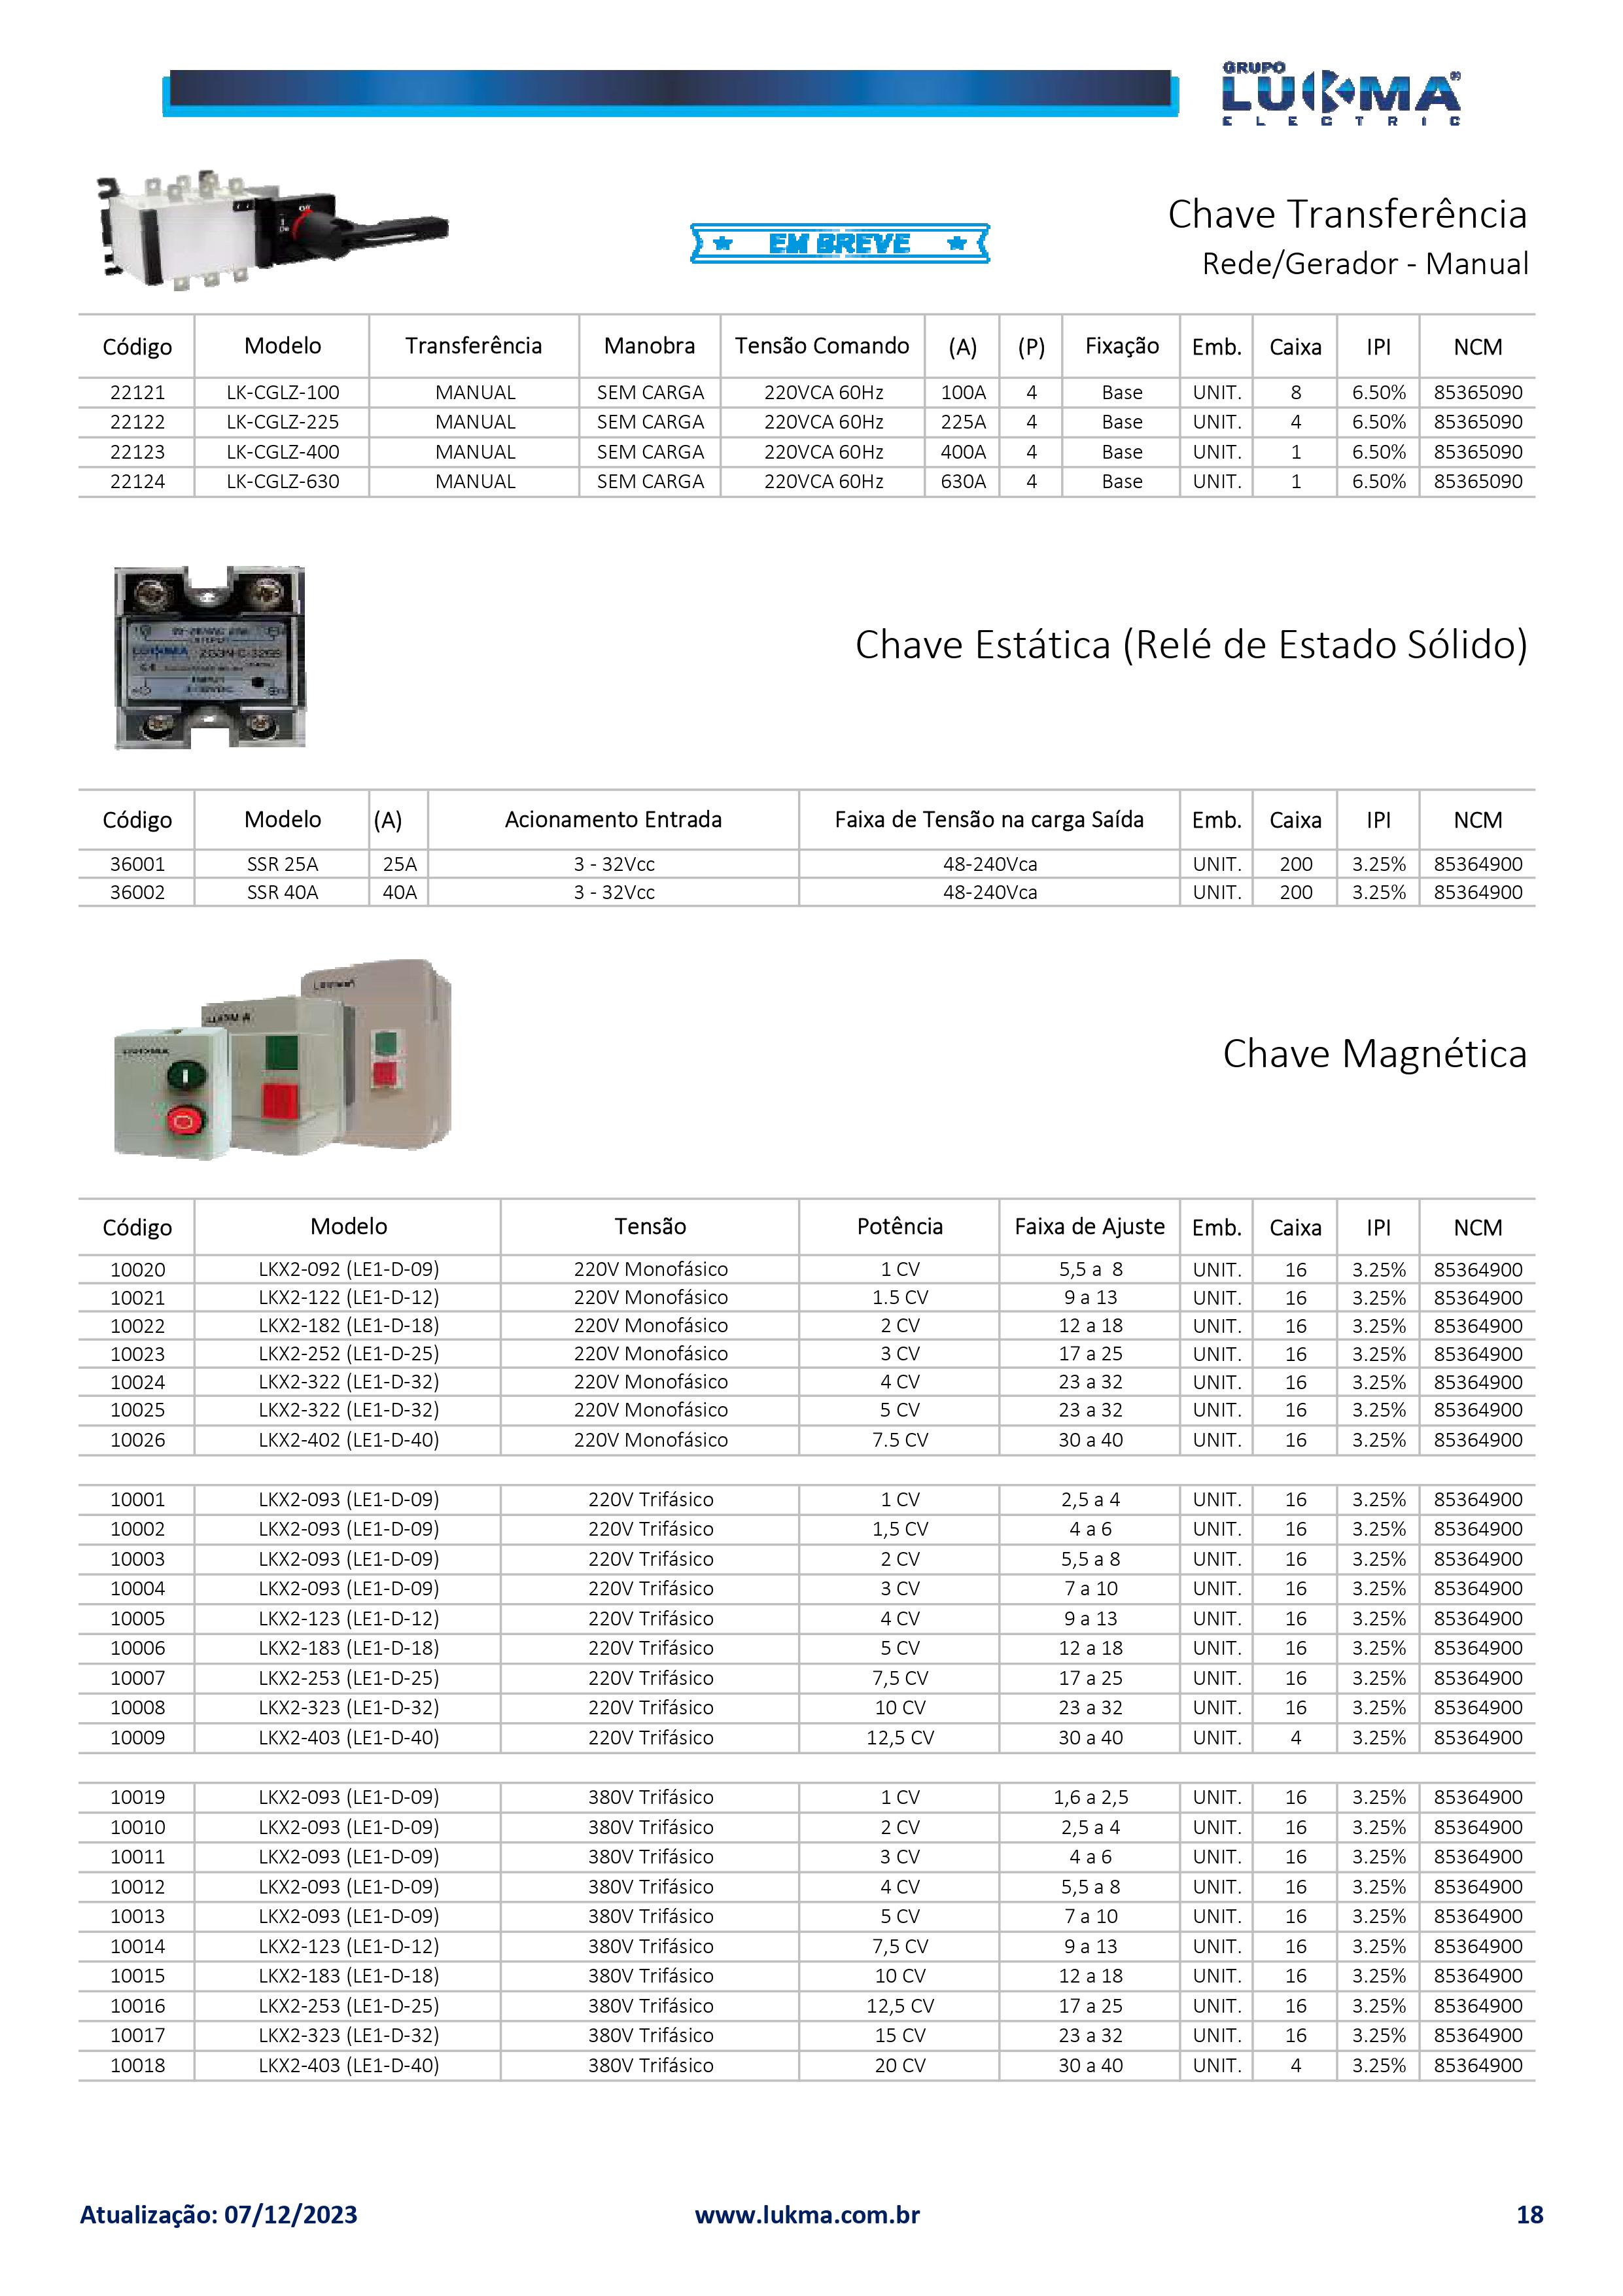 GRUPO
LUKMA®
ELECTRIC
Chave Transferência
EM BREVE
Rede/Gerador - Manual
Código Modelo Transferência Manobra Tensão Comando (A) (P) Fixação Emb. Caixa IPI NCM
22121 LK-CGLZ-100 MANUAL SEM CARGA 220VCA 60Hz 100A 4 Base UNIT. 8 6.50% 85365090
22122 LK-CGLZ-225 MANUAL SEM CARGA 220VCA 60Hz 225A 4 Base UNIT. 4 6.50% 85365090
22123 LK-CGLZ-400 MANUAL SEM CARGA 220VCA 60Hz 400A 4 Base UNIT. 1 6.50% 85365090
22124 LK-CGLZ-630 MANUAL SEM CARGA 220VCA 60Hz 630A 4 Base UNIT. 1 6.50% 85365090
LUKMA
Chave Estática (Relé de Estado Sólido)
Código Modelo (A) Acionamento Entrada Faixa de Tensão na carga Saída Emb. Caixa IPI NCM
36001 SSR 25A 25A 3 - 32Vcc 48-240Vca UNIT. 200 3.25% 85364900
36002 SSR 40A 40A 3 - 32Vcc 48-240Vca UNIT. 200 3.25% 85364900
LUKMA
Chave Magnética
Código Modelo Tensão Potência Faixa de Ajuste Emb. Caixa IPI NCM
10020 LKX2-092 (LE1-D-09) 220V Monofásico 1 CV 5,5 a 8 UNIT. 16 3.25% 85364900
10021 LKX2-122 (LE1-D-12) 220V Monofásico 1.5 CV 9 a 13 UNIT. 16 3.25% 85364900
10022 LKX2-182 (LE1-D-18) 220V Monofásico 2 CV 12 a 18 UNIT. 16 3.25% 85364900
10023 LKX2-252 (LE1-D-25) 220V Monofásico 3 CV 17 a 25 UNIT. 16 3.25% 85364900
10024 LKX2-322 (LE1-D-32) 220V Monofásico 4 CV 23 a 32 UNIT. 16 3.25% 85364900
10025 LKX2-322 (LE1-D-32) 220V Monofásico 5 CV 23 a 32 UNIT. 16 3.25% 85364900
10026 LKX2-402 (LE1-D-40) 220V Monofásico 7.5 CV 30 a 40 UNIT. 16 3.25% 85364900
10001 LKX2-093 (LE1-D-09) 220V Trifásico 1 CV 2,5 a 4 UNIT. 16 3.25% 85364900
10002 LKX2-093 (LE1-D-09) 220V Trifásico 1,5 CV 4 a 6 UNIT. 16 3.25% 85364900
10003 LKX2-093 (LE1-D-09) 220V Trifásico 2 CV 5,5 a 8 UNIT. 16 3.25% 85364900
10004 LKX2-093 (LE1-D-09) 220V Trifásico 3 CV 7 a 10 UNIT. 16 3.25% 85364900
10005 LKX2-123 (LE1-D-12) 220V Trifásico 4 CV 9 a 13 UNIT. 16 3.25% 85364900
10006 LKX2-183 (LE1-D-18) 220V Trifásico 5 CV 12 a 18 UNIT. 16 3.25% 85364900
10007 LKX2-253 (LE1-D-25) 220V Trifásico 7,5 CV 17 a 25 UNIT. 16 3.25% 85364900
10008 LKX2-323 (LE1-D-32) 220V Trifásico 10 CV 23 a 32 UNIT. 16 3.25% 85364900
10009 LKX2-403 (LE1-D-40) 220V Trifásico 12,5 CV 30 a 40 UNIT. 4 3.25% 85364900
10019 LKX2-093 (LE1-D-09) 380V Trifásico 1 CV 1,6 a 2,5 UNIT. 16 3.25% 85364900
10010 LKX2-093 (LE1-D-09) 380V Trifásico 2 CV 2,5 a 4 UNIT. 16 3.25% 85364900
10011 LKX2-093 (LE1-D-09) 380V Trifásico 3 CV 4 a 6 UNIT. 16 3.25% 85364900
10012 LKX2-093 (LE1-D-09) 380V Trifásico 4 CV 5,5 a 8 UNIT. 16 3.25% 85364900
10013 LKX2-093 (LE1-D-09) 380V Trifásico 5 CV 7 a 10 UNIT. 16 3.25% 85364900
10014 LKX2-123 (LE1-D-12) 380V Trifásico 7,5 CV 9 a 13 UNIT. 16 3.25% 85364900
10015 LKX2-183 (LE1-D-18) 380V Trifásico 10 CV 12 a 18 UNIT. 16 3.25% 85364900
10016 LKX2-253 (LE1-D-25) 380V Trifásico 12,5 CV 17 a 25 UNIT. 16 3.25% 85364900
10017 LKX2-323 (LE1-D-32) 380V Trifásico 15 CV 23 a 32 UNIT. 16 3.25% 85364900
10018 LKX2-403 (LE1-D-40) 380V Trifásico 20 CV 30 a 40 UNIT. 4 3.25% 85364900
Atualização: 07/12/2023 www.lukma.com.br 18